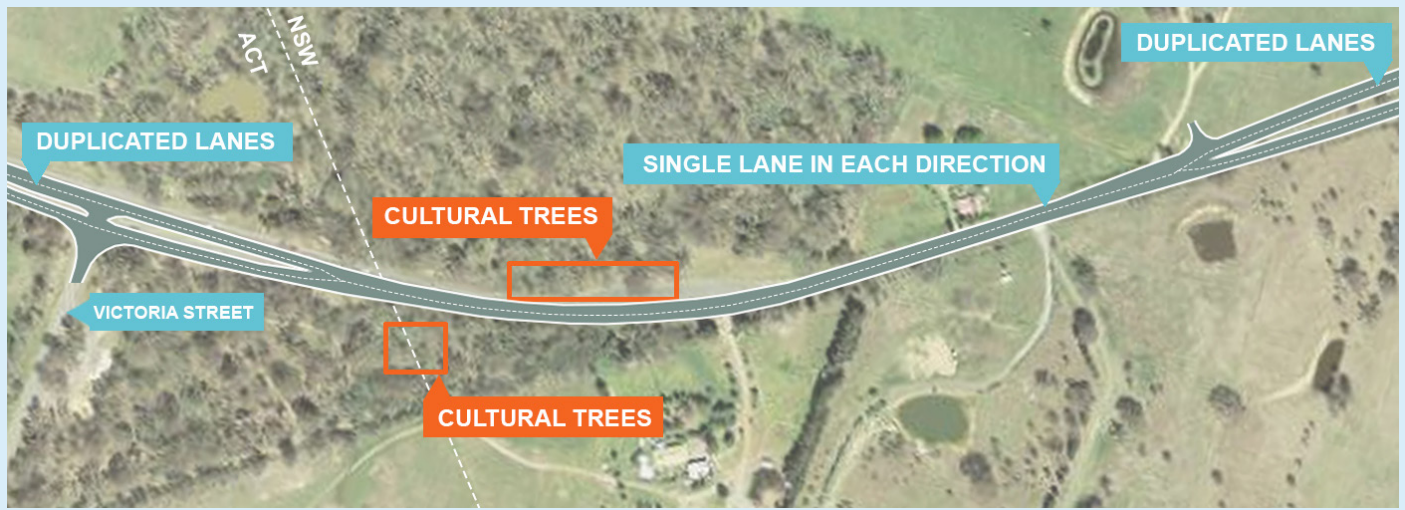 NSW
ACT
DUPLICATED LANES
DUPLICATED LANES
SINGLE LANE IN EACH DIRECTION
CULTURAL TREES
VICTORIA STREET
CULTURAL TREES